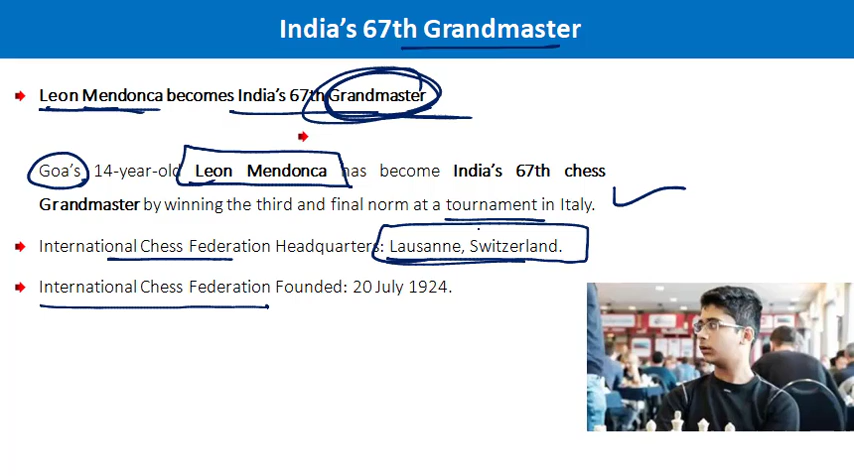 India's 67th Grandmaster
Leon Mendonca becomes India's 67th Grandmaster
Goa's 14-year-old Leon Mendonca has become India's 67th chess
Grandmaster by winning the third and final norm at a tournament in Italy.
International Chess Federation Headquarters: Lausanne, Switzerland.
International Chess Federation Founded: 20 July 1924.